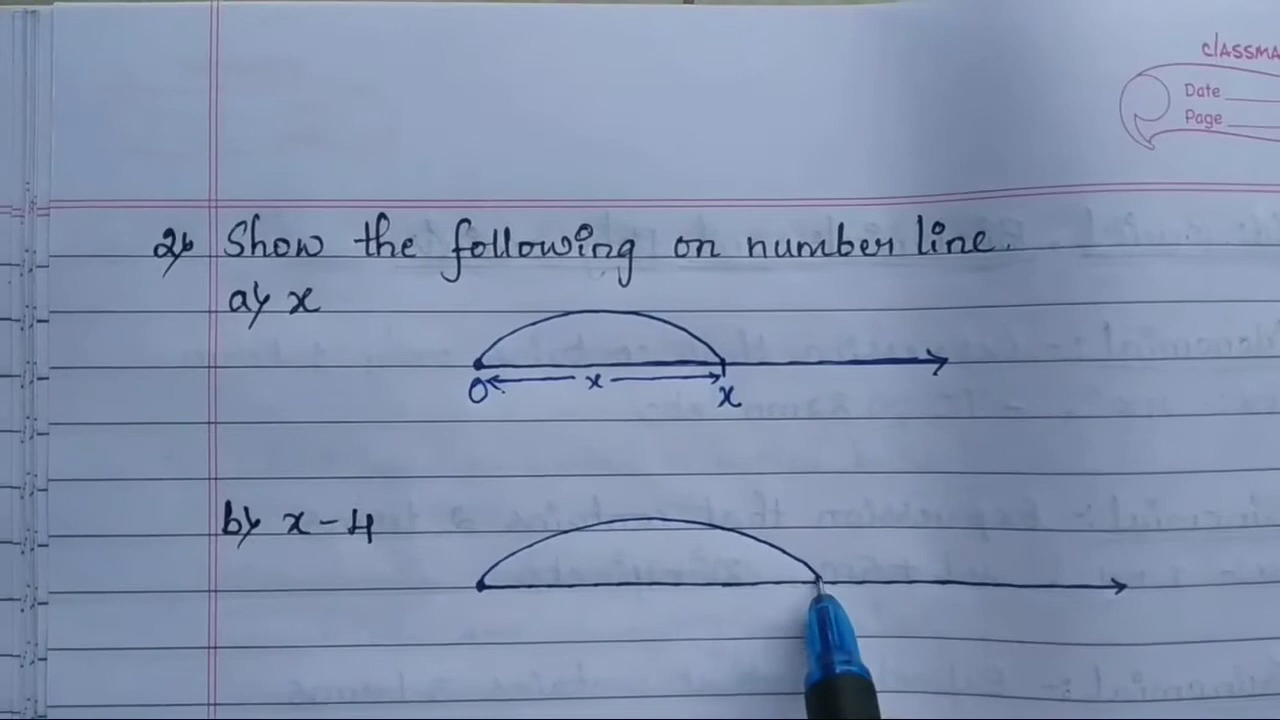 classma
Date
Page
2) Show the following on number line.
a) x
x
0 x
b) x-4